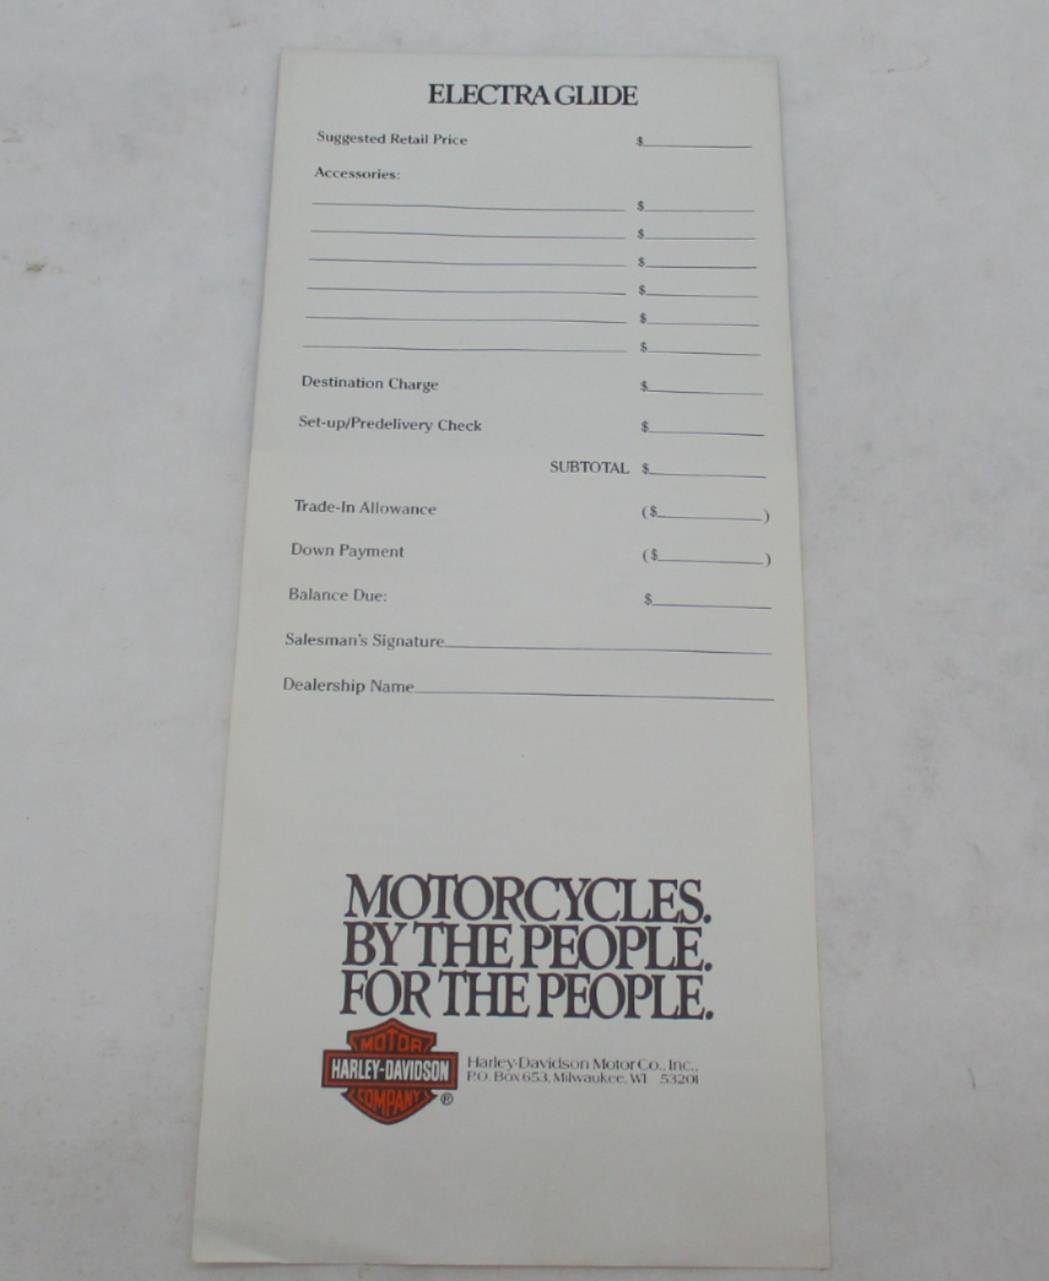 ELECTRA GLIDE
Suggested Retail Price $
Accessories:
$
$
$
$
$
$
Destination Charge $
Set-up/Predelivery Check $
SUBTOTAL $
Trade-In Allowance ($ )
Down Payment ($ )
Balance Due: $
Salesman's Signature
Dealership Name
MOTORCYCLES.
BY THE PEOPLE.
FOR THE PEOPLE.
MOTOR
HARLEY-DAVIDSON
COMPANY ®
Harley-Davidson Motor Co., Inc.,
P.O. Box 653, Milwaukee, WI 53201